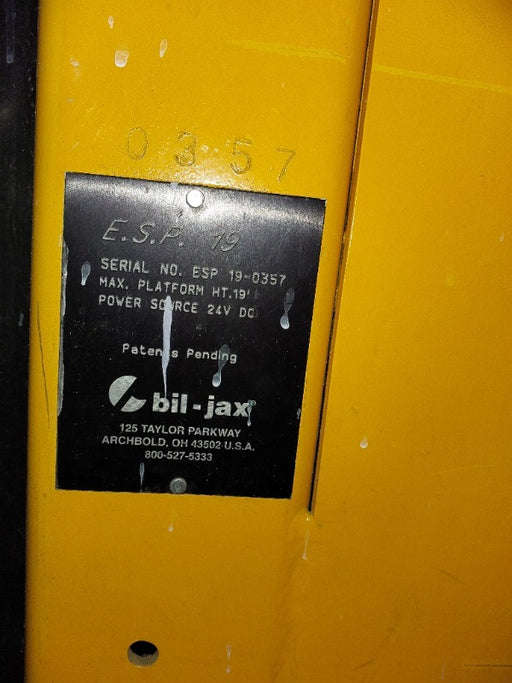 0357
E.S.P. 19
SERIAL NO. ESP 19-0357
MAX. PLATFORM HT.19'
POWER SOURCE 24V DC
Patents Pending
bil-jax®
125 TAYLOR PARKWAY
ARCHBOLD, OH 43502 U.S.A.
800-527-5333